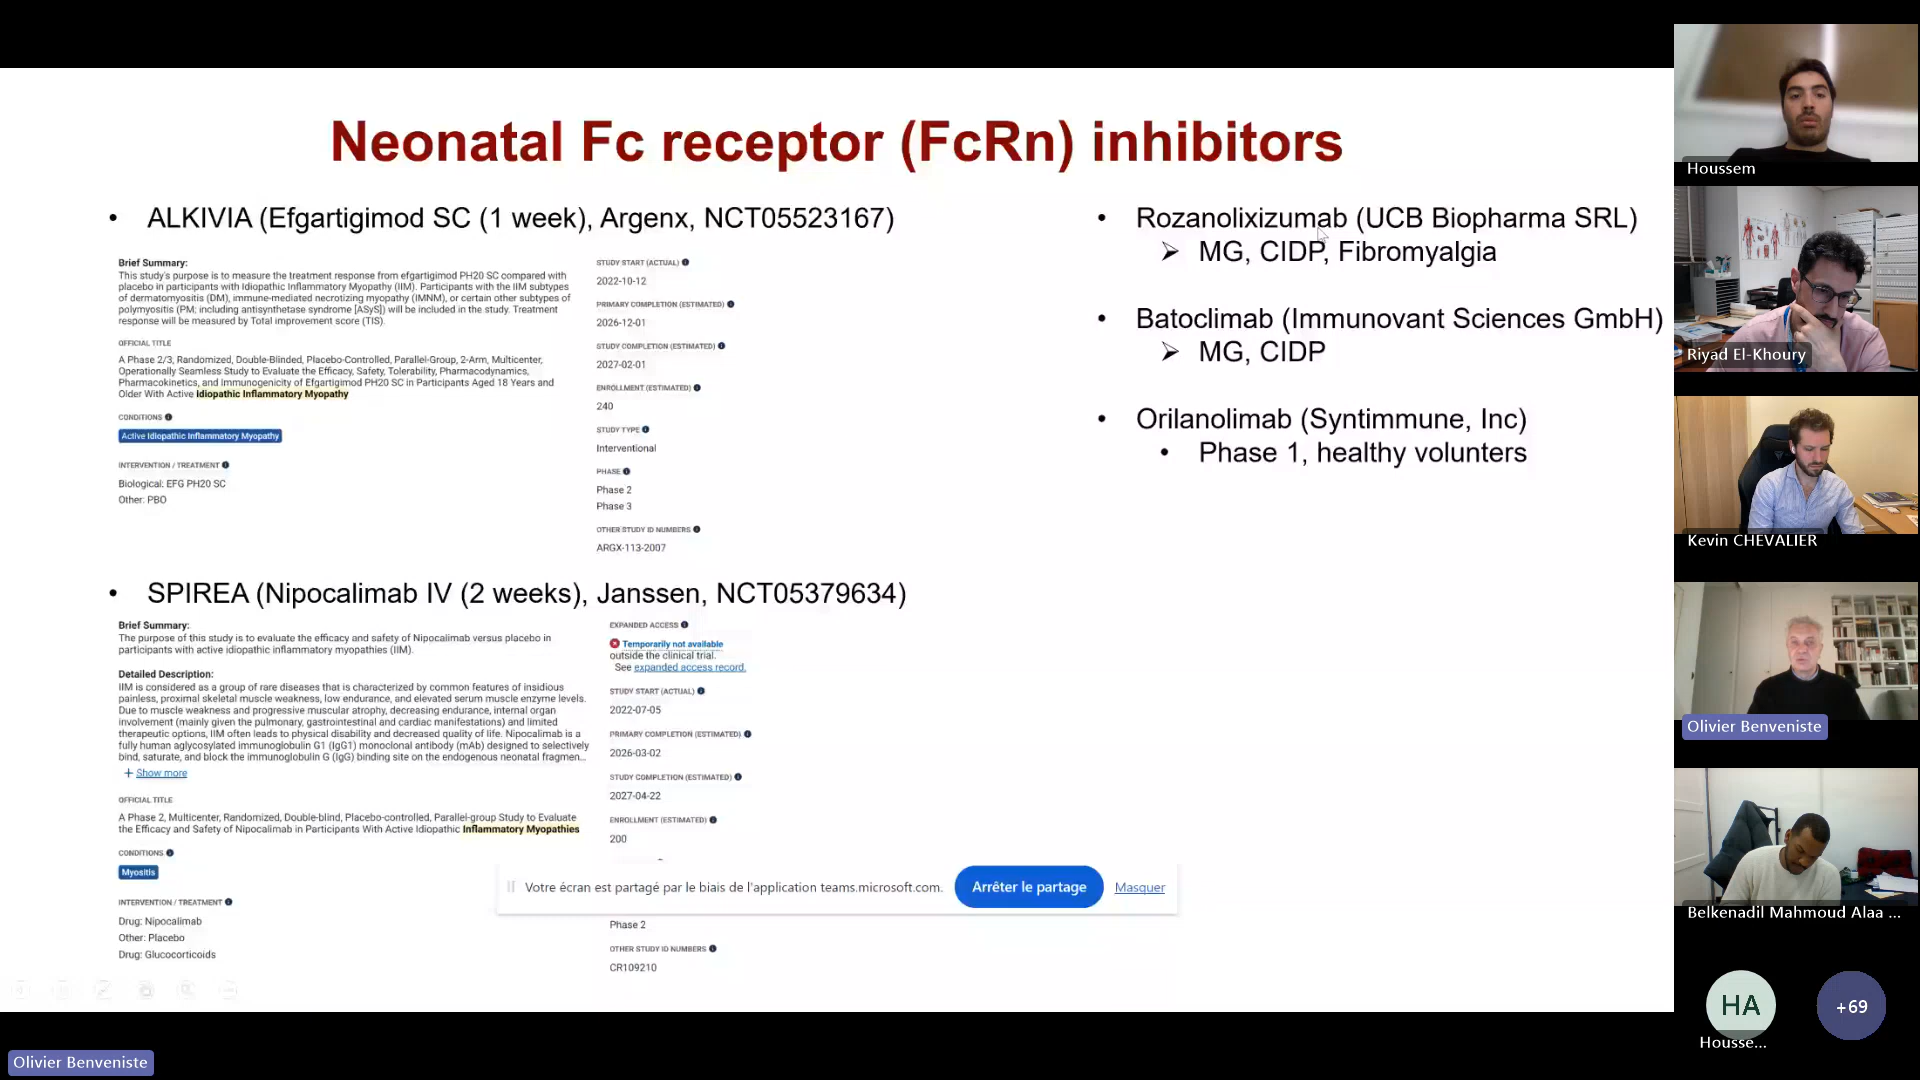 Neonatal Fc receptor (FcRn) inhibitors
• ALKIVIA (Efgartigimod SC (1 week), Argenx, NCT05523167)
Brief Summary:
This study's purpose is to measure the treatment response from efgartigimod PH20 SC compared with
placebo in participants with Idiopathic Inflammatory Myopathy (IIM). Participants with the IIM subtypes
of dermatomyositis (DM), immune-mediated necrotizing myopathy (IMNM), or certain other subtypes of
polymyositis (PM; including antisynthetase syndrome [ASyS]) will be included in the study. Treatment
response will be measured by Total improvement score (TIS).
OFFICIAL TITLE
A Phase 2/3, Randomized, Double-Blinded, Placebo-Controlled, Parallel-Group, 2-Arm, Multicenter,
Operationally Seamless Study to Evaluate the Efficacy, Safety, Tolerability, Pharmacodynamics,
Pharmacokinetics, and Immunogenicity of Efgartigimod PH20 SC in Participants Aged 18 Years and
Older With Active Idiopathic Inflammatory Myopathy
CONDITIONS
Active Idiopathic Inflammatory Myopathy
INTERVENTION / TREATMENT
Biological: EFG PH20 SC
Other: PBO
STUDY START (ACTUAL)
2022-10-12
PRIMARY COMPLETION (ESTIMATED)
2026-12-01
STUDY COMPLETION (ESTIMATED)
2027-02-01
ENROLLMENT (ESTIMATED)
240
STUDY TYPE
Interventional
PHASE
Phase 2
Phase 3
OTHER STUDY ID NUMBERS
ARGX-113-2007
• SPIREA (Nipocalimab IV (2 weeks), Janssen, NCT05379634)
Brief Summary:
The purpose of this study is to evaluate the efficacy and safety of Nipocalimab versus placebo in
participants with active idiopathic inflammatory myopathies (IIM).
Detailed Description:
IIM is considered as a group of rare diseases that is characterized by common features of insidious
painless, proximal skeletal muscle weakness, low endurance, and elevated serum muscle enzyme levels.
Due to muscle weakness and progressive muscular atrophy, decreasing endurance, internal organ
involvement (mainly given the pulmonary, gastrointestinal and cardiac manifestations) and limited
therapeutic options, IIM often leads to physical disability and decreased quality of life. Nipocalimab is a
fully human aglycosylated immunoglobulin G1 (IgG1) monoclonal antibody (mAb) designed to selectively
bind, saturate, and block the immunoglobulin G (IgG) binding site on the endogenous neonatal fragmen...
+ Show more
OFFICIAL TITLE
A Phase 2, Multicenter, Randomized, Double-blind, Placebo-controlled, Parallel-group Study to Evaluate
the Efficacy and Safety of Nipocalimab in Participants With Active Idiopathic Inflammatory Myopathies
CONDITIONS
Myositis
INTERVENTION / TREATMENT
Drug: Nipocalimab
Other: Placebo
Drug: Glucocorticoids
EXPANDED ACCESS
Temporarily not available
outside the clinical trial.
See expanded access record.
STUDY START (ACTUAL)
2022-07-05
PRIMARY COMPLETION (ESTIMATED)
2026-03-02
STUDY COMPLETION (ESTIMATED)
2027-04-22
ENROLLMENT (ESTIMATED)
200
Votre écran est partagé par le biais de l'application teams.microsoft.com.
Arrêter le partage
Masquer
Phase 2
OTHER STUDY ID NUMBERS
CR109210
• Rozanolixizumab (UCB Biopharma SRL)
➢ MG, CIDP, Fibromyalgia
• Batoclimab (Immunovant Sciences GmbH)
➢ MG, CIDP
• Orilanolimab (Syntimmune, Inc)
• Phase 1, healthy volunters
Houssem
Riyad El-Khoury
Kevin CHEVALIER
Olivier Benveniste
Belkenadil Mahmoud Alaa ...
HA
Housse...
+69
Olivier Benveniste